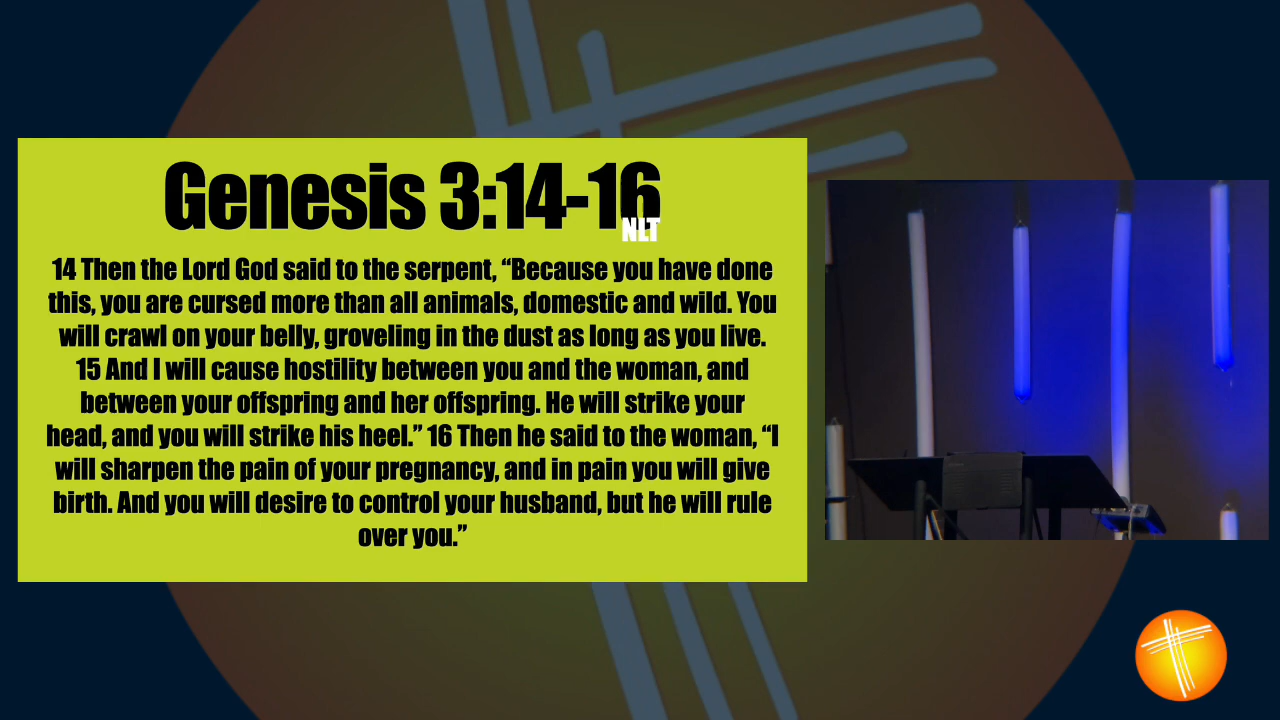 Genesis 3:14-16
NLT
14 Then the Lord God said to the serpent, “Because you have done
this, you are cursed more than all animals, domestic and wild. You
will crawl on your belly, groveling in the dust as long as you live.
15 And I will cause hostility between you and the woman, and
between your offspring and her offspring. He will strike your
head, and you will strike his heel.” 16 Then he said to the woman, “I
will sharpen the pain of your pregnancy, and in pain you will give
birth. And you will desire to control your husband, but he will rule
over you.”